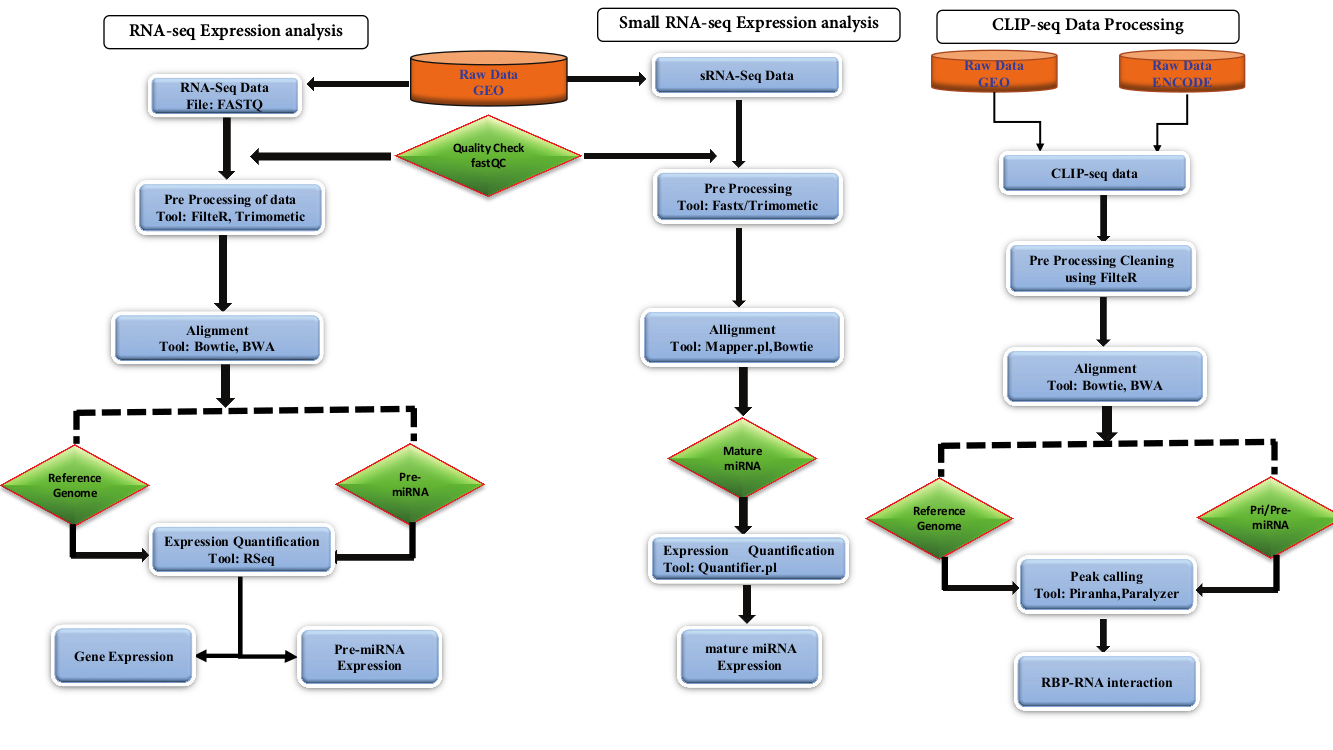 RNA-seq Expression analysis
Small RNA-seq Expression analysis
CLIP-seq Data Processing
RNA-Seq Data
File: FASTQ
Raw Data
GEO
sRNA-Seq Data
Raw Data
GEO
Raw Data
ENCODE
Quality Check
fastQC
CLIP-seq data
Pre Processing of data
Tool: FilteR, Trimometic
Pre Processing
Tool: Fastx/Trimometic
Pre Processing Cleaning
using FilteR
Alignment
Tool: Bowtie, BWA
Allignment
Tool: Mapper.pl,Bowtie
Alignment
Tool: Bowtie, BWA
Reference
Genome
Pre-
miRNA
Mature
miRNA
Reference
Genome
Pri/Pre-
miRNA
Expression Quantification
Tool: RSeq
Expression Quantification
Tool: Quantifier.pl
Peak calling
Tool: Piranha,Paralyzer
Gene Expression
Pre-miRNA
Expression
mature miRNA
Expression
RBP-RNA interaction